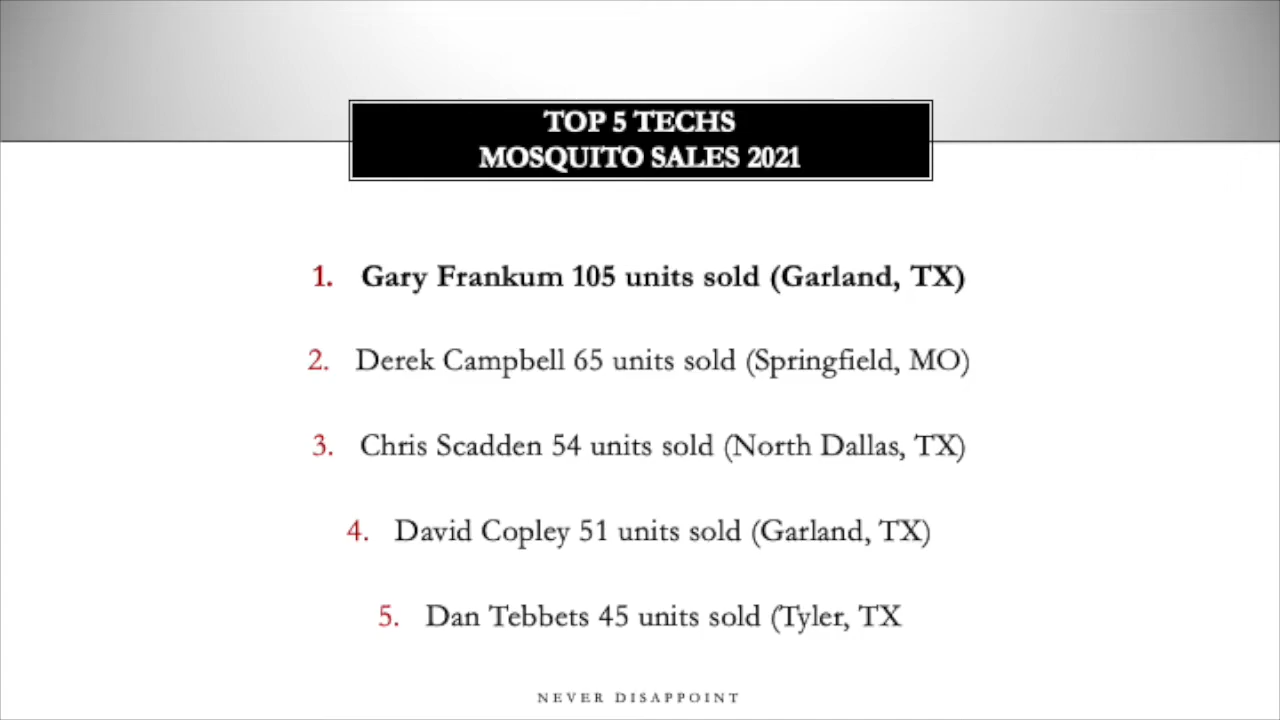 TOP 5 TECHS
MOSQUITO SALES 2021
1. Gary Frankum 105 units sold (Garland, TX)
2. Derek Campbell 65 units sold (Springfield, MO)
3. Chris Scadden 54 units sold (North Dallas, TX)
4. David Copley 51 units sold (Garland, TX)
5. Dan Tebbets 45 units sold (Tyler, TX
NEVER DISAPPOINT